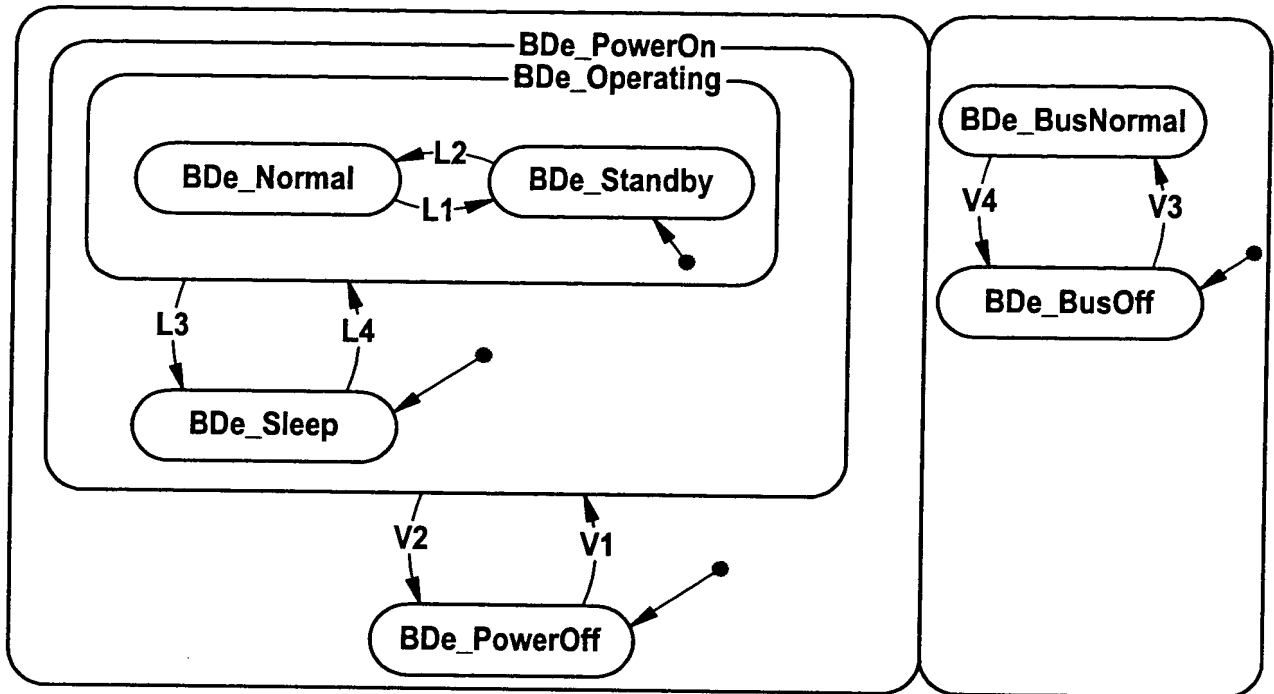 BDe_PowerOn
BDe_Operating
BDe_Normal
L2
L1
BDe_Standby
L3
L4
BDe_Sleep
V2
V1
BDe_PowerOff
BDe_BusNormal
V4
V3
BDe_BusOff